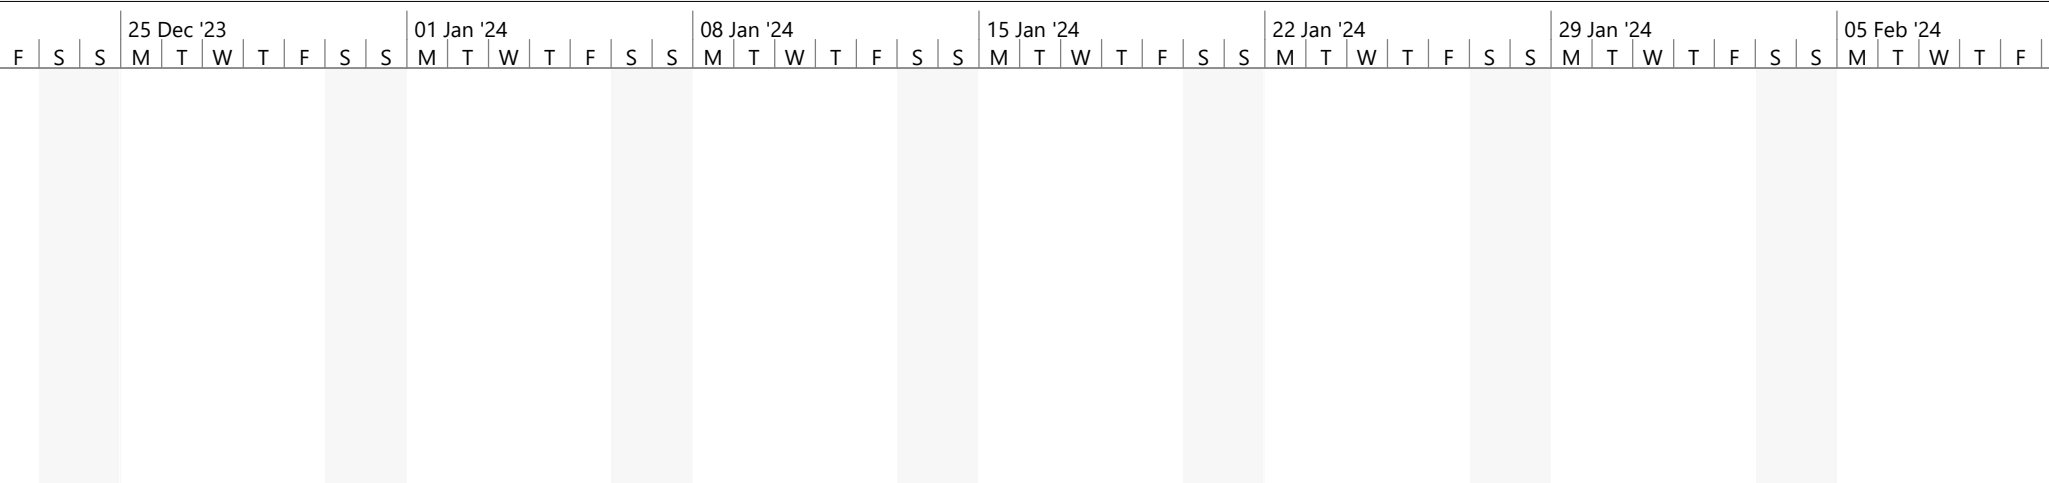 25 Dec '23 01 Jan '24 08 Jan '24 15 Jan '24 22 Jan '24 29 Jan '24 05 Feb '24
F S S M T W T F S S M T W T F S S M T W T F S S M T W T F S S M T W T F S S M T W T F S S M T W T F